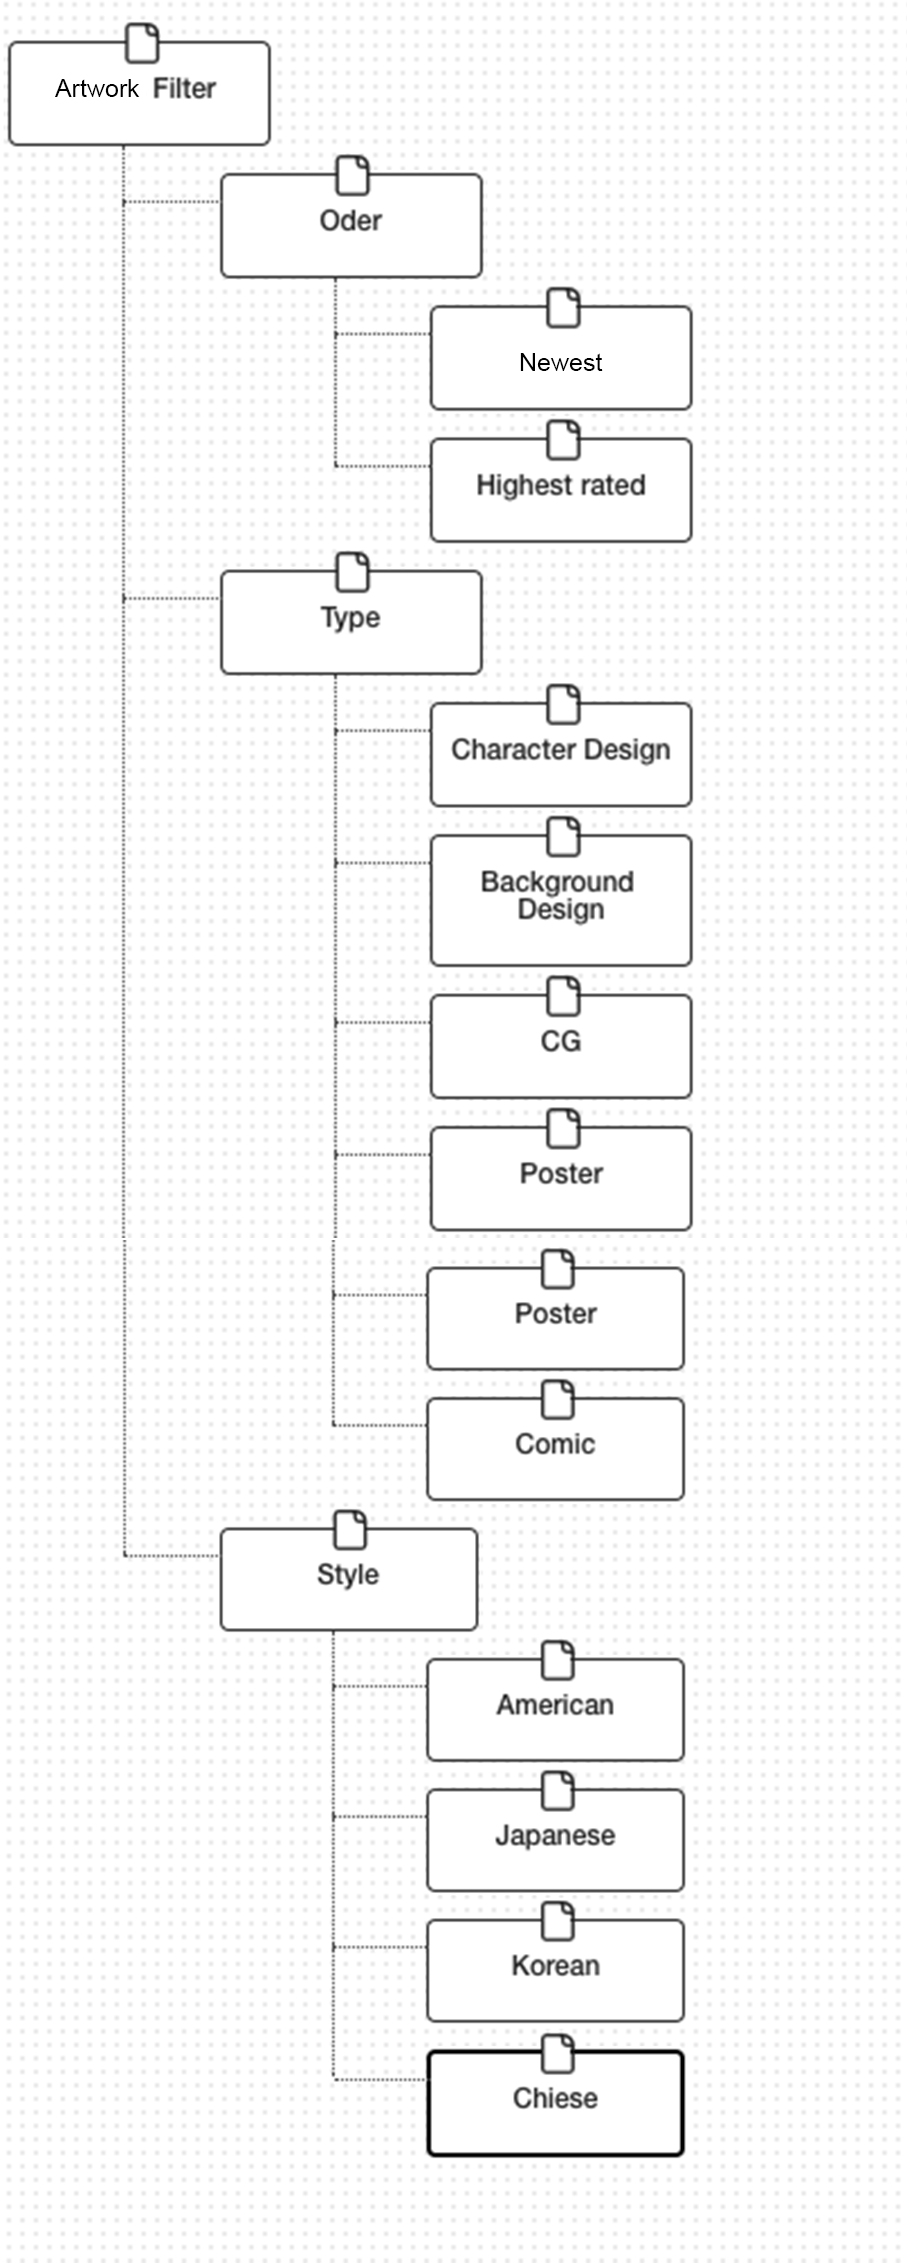 Artwork Filter
Oder
Newest
Highest rated
Type
Character Design
Background
Design
CG
Poster
Poster
Comic
Style
American
Japanese
Korean
Chiese